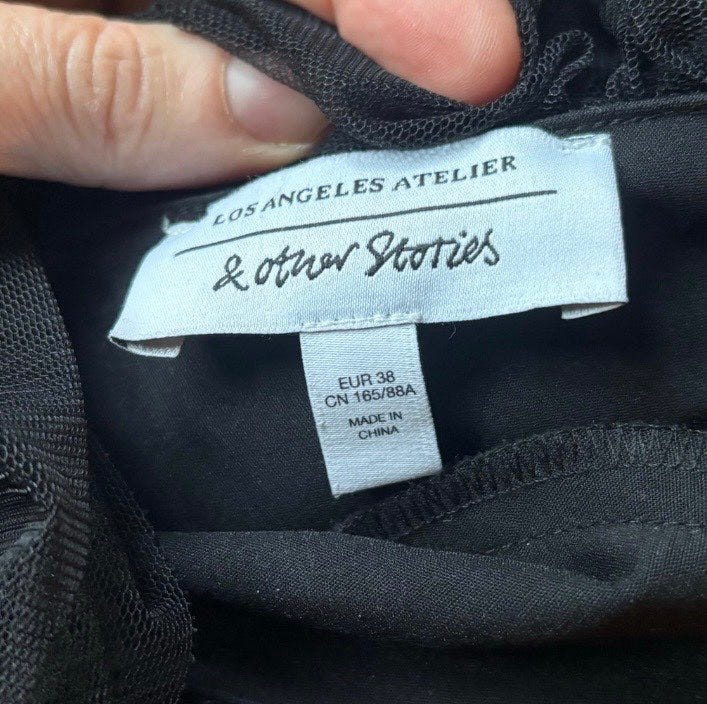 LOS ANGELES ATELIER
& other Stories
EUR 38
CN 165/88A
MADE IN
CHINA